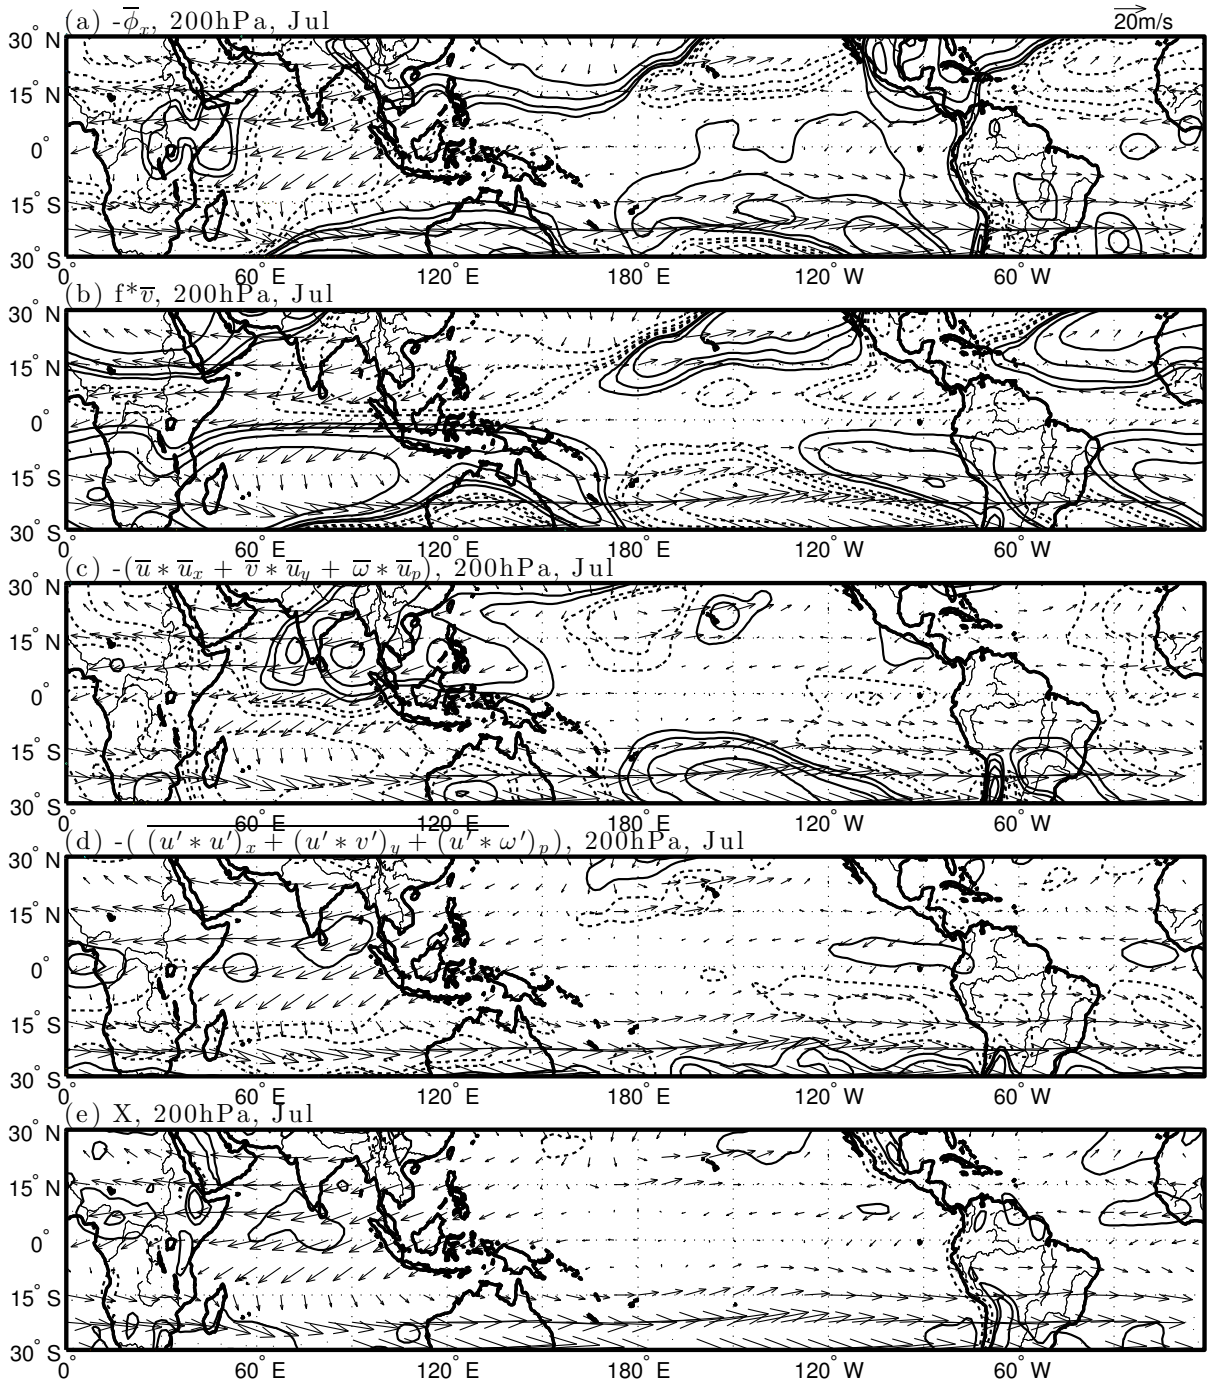 (a) -ϕ̅ₓ, 200hPa, Jul
20m/s
30° N
15° N
0°
15° S
30° S
0° 60° E 120° E 180° E 120° W 60° W
(b) f*v̅, 200hPa, Jul
30° N
15° N
0°
15° S
30° S
0° 60° E 120° E 180° E 120° W 60° W
(c) -(u̅ * u̅ₓ + v̅ * u̅_y + ω̅ * u̅_p), 200hPa, Jul
30° N
15° N
0°
15° S
30° S
0° 60° E 120° E 180° E 120° W 60° W
(d) -( \overline{(u′ * u′)ₓ + (u′ * v′)_y + (u′ * ω′)_p}), 200hPa, Jul
30° N
15° N
0°
15° S
30° S
0° 60° E 120° E 180° E 120° W 60° W
(e) X, 200hPa, Jul
30° N
15° N
0°
15° S
30° S
0° 60° E 120° E 180° E 120° W 60° W